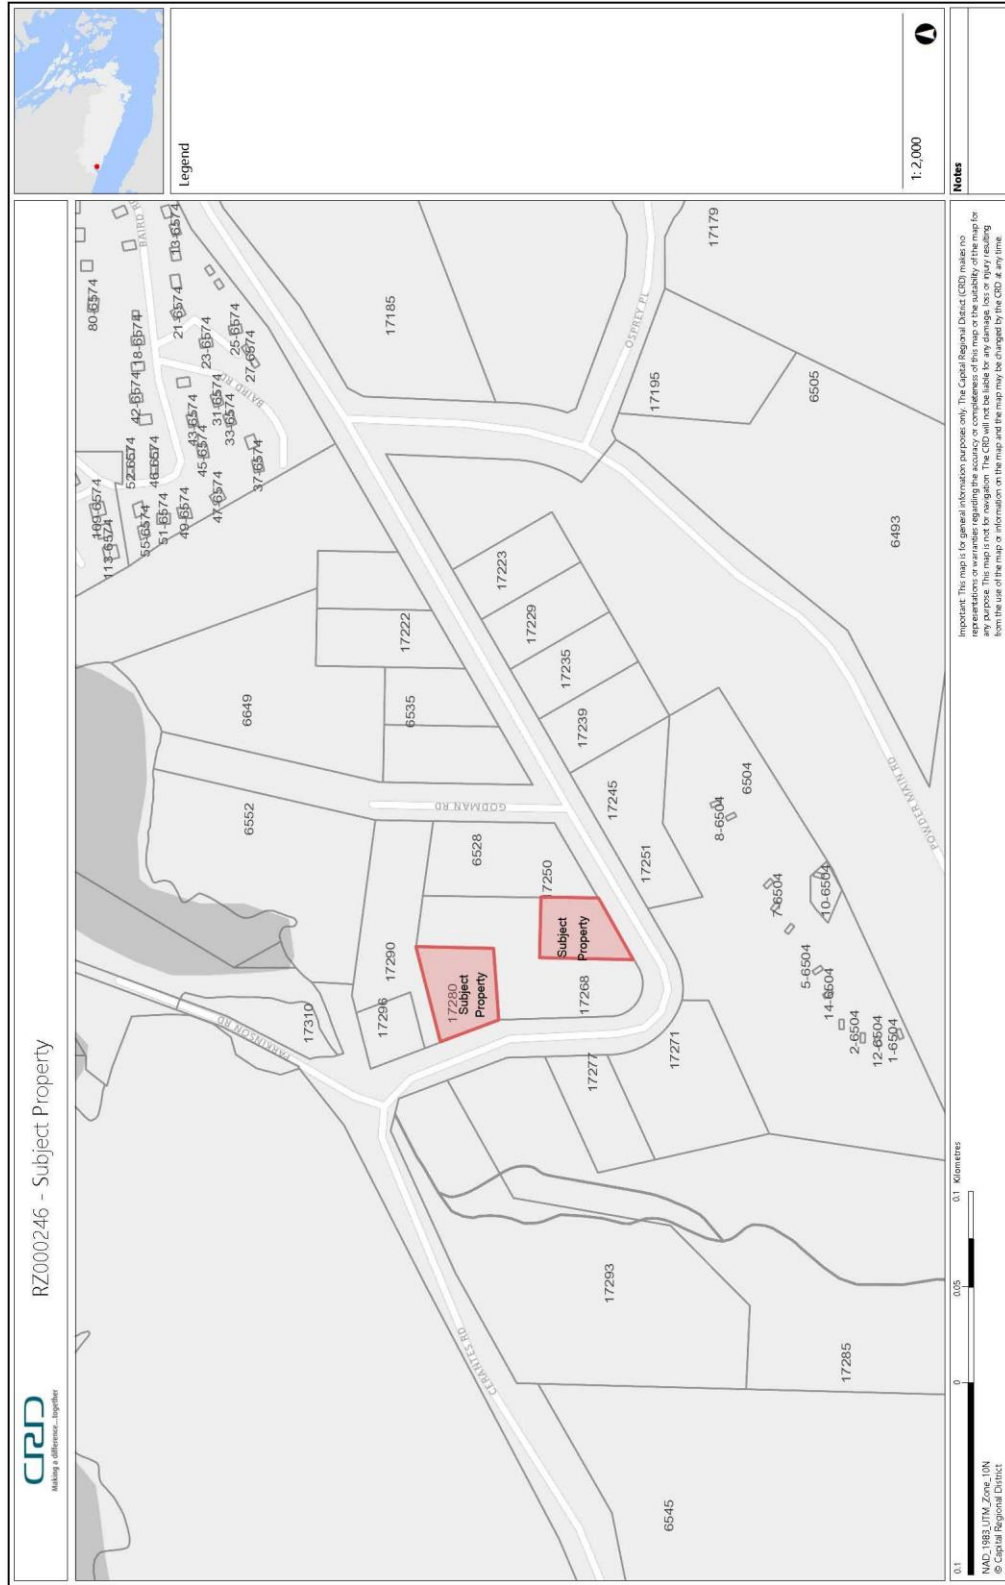 CRD
Making a difference...together
RZ000246 - Subject Property
Legend
1: 2,000
Notes
Important: This map is for general information purposes only. The Capital Regional District (CRD) makes no
representations or warranties regarding the accuracy or completeness of this map or the suitability of the map for
any purpose. This map is not for navigation. The CRD will not be liable for any damage, loss or injury resulting
from the use of the map or information on the map and the map may be changed by the CRD at any time.
0.1
0
0.05
0.1
Kilometres
NAD_1983_UTM_Zone_10N
© Capital Regional District
80-6574
BAIRD RD
13-6574
21-6574
18-6574
42-6574
23-6574
25-6574
27-6574
BAIRD RD
31-6574
33-6574
43-6574
45-6574
37-6574
52-6574
46-6574
47-6574
49-6574
51-6574
55-6574
109-6574
113-6574
17185
OSPREY PL
17179
17195
6505
6493
6649
17222
6535
17223
17229
17235
17239
6552
GODMAN RD
6528
17250
17245
17251
6504
8-6504
7-6504
10-6504
POWDER MAIN RD
17290
17296
17280
Subject
Property
Subject
Property
17268
17310
PARKINSON RD
17277
17271
5-6504
14-6504
2-6504
12-6504
1-6504
17293
17285
CERANTES RD
6545